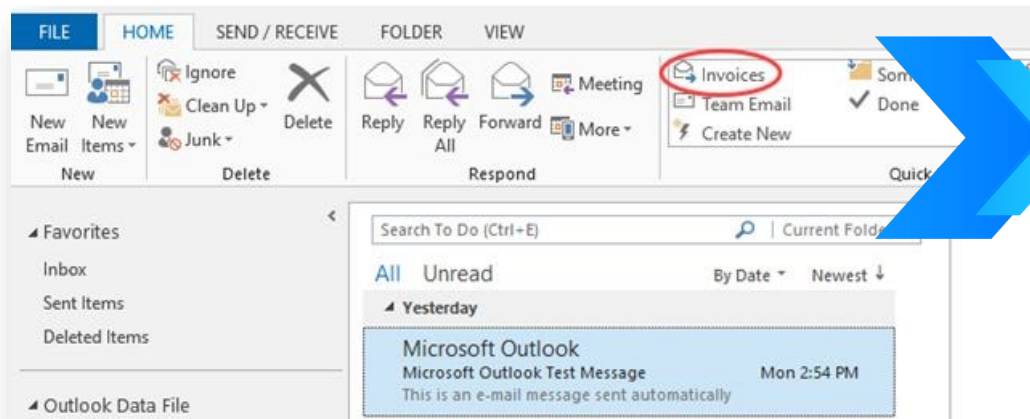 FILE HOME SEND / RECEIVE FOLDER VIEW
New Email
New Items
Ignore
Clean Up
Junk
Delete
Reply
Reply All
Forward
Meeting
More
Invoices
Team Email
Create New
Done
New Delete Respond Quick
Favorites
Inbox
Sent Items
Deleted Items
Outlook Data File
Search To Do (Ctrl+E) Current
All Unread By Date Newest
Yesterday
Microsoft Outlook
Microsoft Outlook Test Message Mon 2:54 PM
This is an e-mail message sent automatically